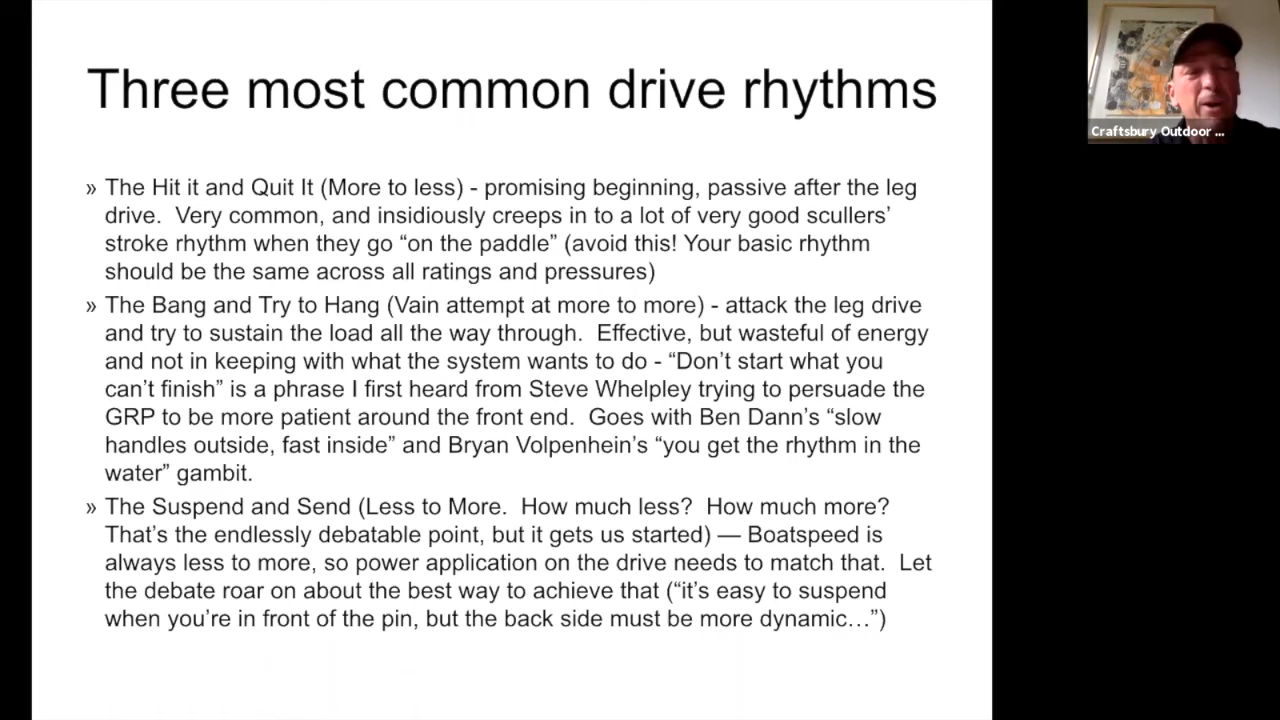 Three most common drive rhythms
» The Hit it and Quit It (More to less) - promising beginning, passive after the leg
drive.  Very common, and insidiously creeps in to a lot of very good scullers’
stroke rhythm when they go “on the paddle” (avoid this! Your basic rhythm
should be the same across all ratings and pressures)
» The Bang and Try to Hang (Vain attempt at more to more) - attack the leg drive
and try to sustain the load all the way through.  Effective, but wasteful of energy
and not in keeping with what the system wants to do - “Don’t start what you
can’t finish” is a phrase I first heard from Steve Whelpley trying to persuade the
GRP to be more patient around the front end.  Goes with Ben Dann’s “slow
handles outside, fast inside” and Bryan Volpenhein’s “you get the rhythm in the
water” gambit.
» The Suspend and Send (Less to More.  How much less?  How much more?
That’s the endlessly debatable point, but it gets us started) — Boatspeed is
always less to more, so power application on the drive needs to match that.  Let
the debate roar on about the best way to achieve that (“it’s easy to suspend
when you’re in front of the pin, but the back side must be more dynamic…”)
Craftsbury Outdoor ...